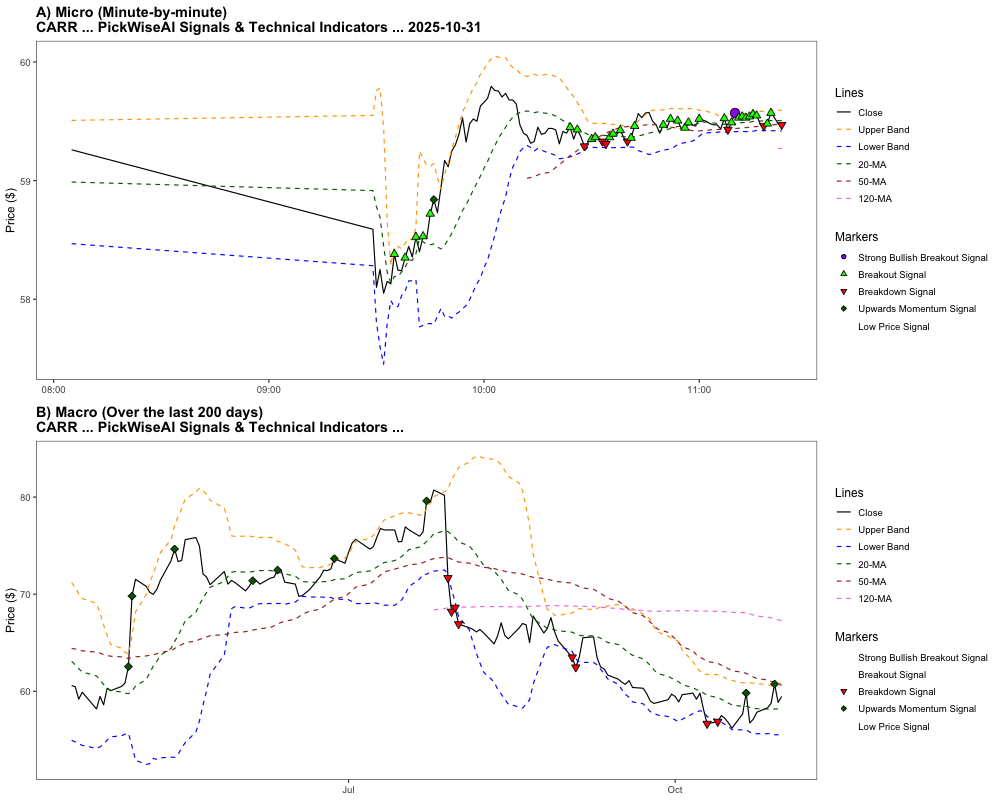 A) Micro (Minute-by-minute)
CARR ... PickWiseAI Signals & Technical Indicators ... 2025-10-31
Price ($)
60
59
58
08:00
09:00
10:00
11:00
Lines
Close
Upper Band
Lower Band
20-MA
50-MA
120-MA
Markers
Strong Bullish Breakout Signal
Breakout Signal
Breakdown Signal
Upwards Momentum Signal
Low Price Signal
B) Macro (Over the last 200 days)
CARR ... PickWiseAI Signals & Technical Indicators ...
Price ($)
80
70
60
Jul
Oct
Lines
Close
Upper Band
Lower Band
20-MA
50-MA
120-MA
Markers
Strong Bullish Breakout Signal
Breakout Signal
Breakdown Signal
Upwards Momentum Signal
Low Price Signal